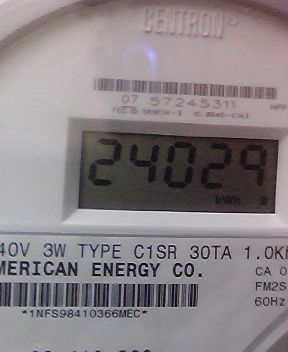 CENTRON
07 57245311
24029
kWh
40V 3W TYPE C1SR 30TA 1.0K
MERICAN ENERGY CO.
CA 0
FM2S
60Hz
*1NFS98410366MEC*